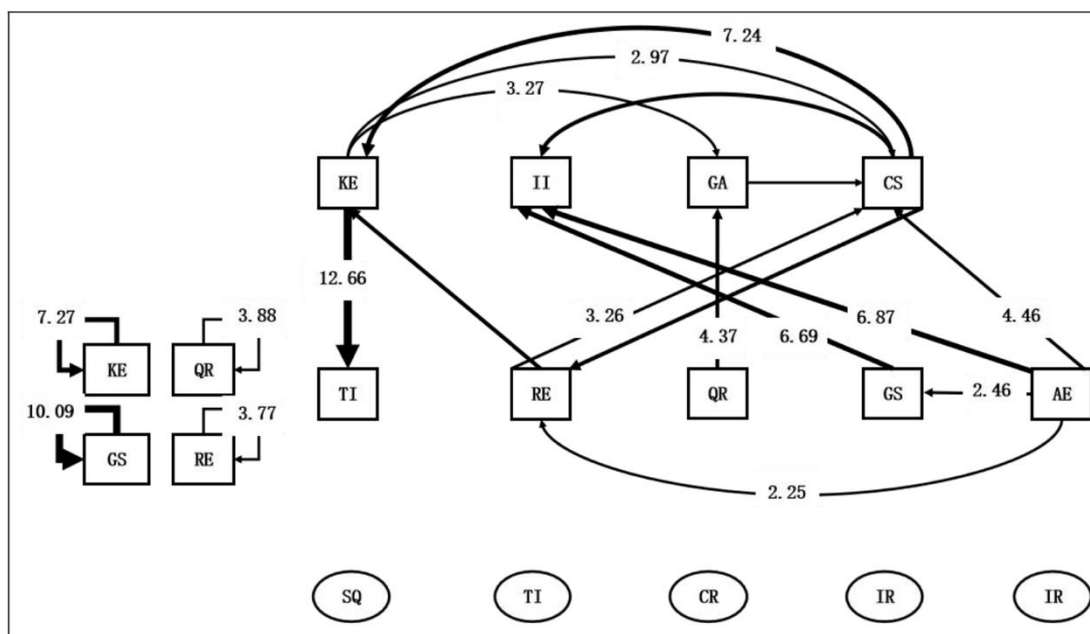 7.24
2.97
3.27
KE II GA CS
12.66
7.27 3.88 3.26 4.37 6.69 6.87 4.46
KE QR
TI RE QR GS 2.46 AE
10.09 3.77
GS RE
2.25
SQ TI CR IR IR